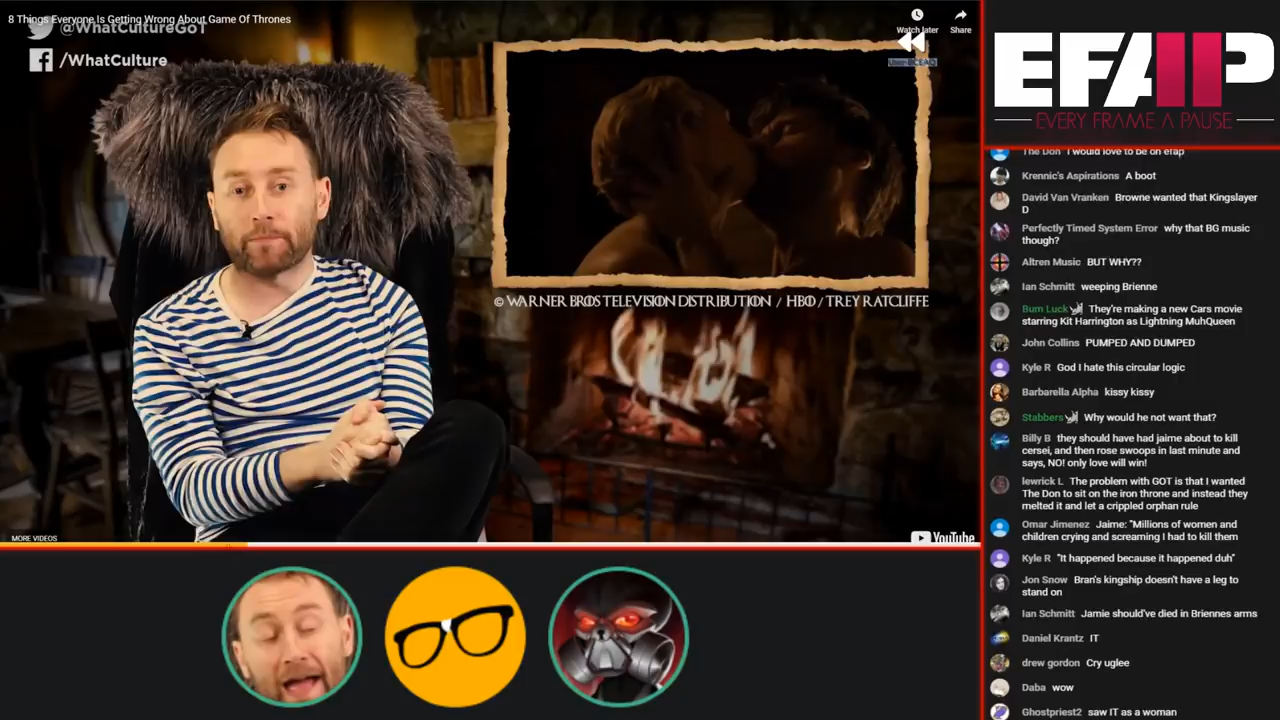 8 Things Everyone Is Getting Wrong About Game Of Thrones
@WhatCultureGoT
/WhatCulture
Watch later
Share
© WARNER BROS TELEVISION DISTRIBUTION / HBO / TREY RATCLIFFE
MORE VIDEOS
YouTube
EFAP
EVERY FRAME A PAUSE
The Don I would love to be on efap
Krennic's Aspirations A boot
David Van Vranken Browne wanted that Kingslayer
D
Perfectly Timed System Error why that BG music
though?
Altren Music BUT WHY??
Ian Schmitt weeping Brienne
Bum Luck They're making a new Cars movie
starring Kit Harrington as Lightning MuhQueen
John Collins PUMPED AND DUMPED
Kyle R God I hate this circular logic
Barbarella Alpha kissy kissy
Stabbers Why would he not want that?
Billy B they should have had jaime about to kill
cersei, and then rose swoops in last minute and
says, NO! only love will win!
lewrick L The problem with GOT is that I wanted
The Don to sit on the iron throne and instead they
melted it and let a crippled orphan rule
Omar Jimenez Jaime: "Millions of women and
children crying and screaming I had to kill them
Kyle R "It happened because it happened duh"
Jon Snow Bran's kingship doesn't have a leg to
stand on
Ian Schmitt Jamie should've died in Briennes arms
Daniel Krantz IT
drew gordon Cry uglee
Daba wow
Ghostpriest2 saw IT as a woman